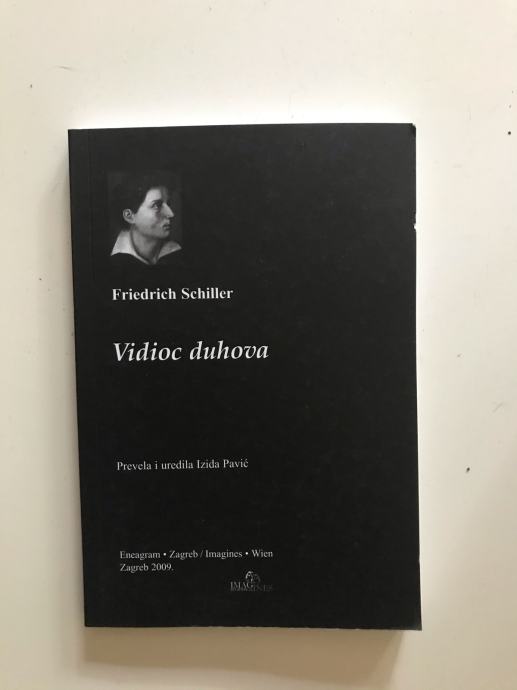 Friedrich Schiller
Vidioc duhova
Prevela i uredila Izida Pavić
Eneagram • Zagreb / Imagines • Wien
Zagreb 2009.
IMAGINES